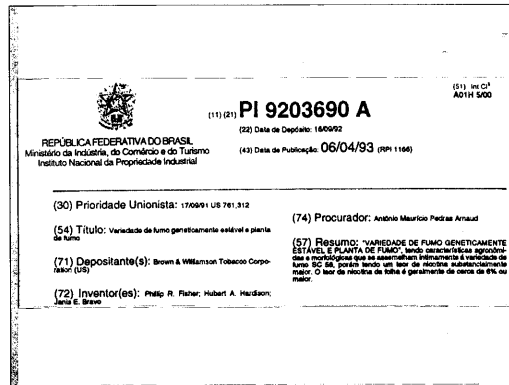 (51) Int Cl⁵
A01H 5/00
(11) (21) PI 9203690 A
(22) Data de Depósito: 16/09/92
(43) Data de Publicação: 06/04/93 (RPI 1166)
REPÚBLICA FEDERATIVA DO BRASIL
Ministério da Indústria, do Comércio e do Turismo
Instituto Nacional da Propriedade Industrial
(30) Prioridade Unionista: 17/09/91 US 761,312
(54) Título: Variedade de fumo geneticamente estável e planta
de fumo
(71) Depositante(s): Brown & Williamson Tobacco Corpo-
ration (US)
(72) Inventor(es): Phillip R. Fisher; Hubert A. Hardison;
Janis E. Bravo
(74) Procurador: Antônio Maurício Pedras Arnaud
(57) Resumo: "VARIEDADE DE FUMO GENETICAMENTE
ESTÁVEL E PLANTA DE FUMO", tendo características agronômi-
das e morfológicas que se assemelham intimamente à variedade de
fumo SC 58, porém tendo um teor de nicotina substancialmente
maior. O teor de nicotina da folha é geralmente de cerca de 6% ou
maior.